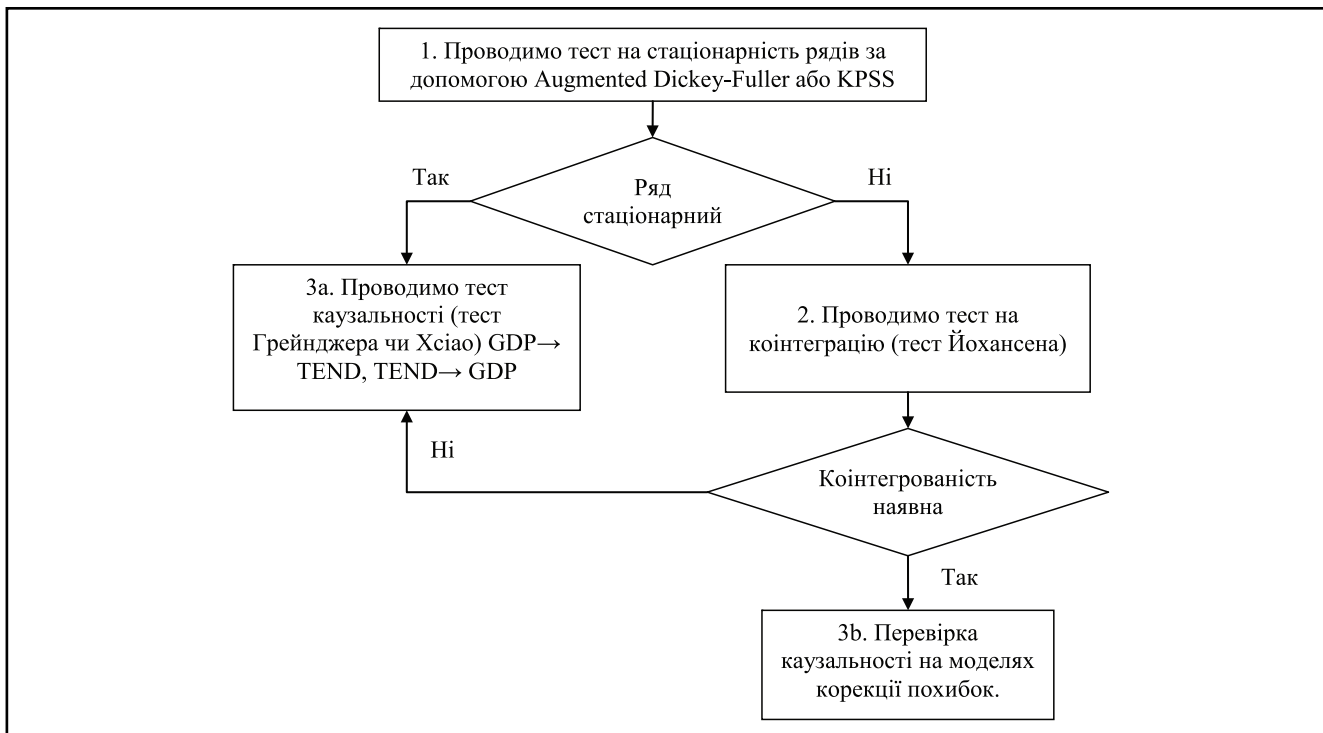 1. Проводимо тест на стаціонарність рядів за
допомогою Augmented Dickey-Fuller або KPSS
Так
Ні
Ряд
стаціонарний
3а. Проводимо тест
каузальності (тест
Грейнджера чи Хсіао) GDP→
TEND, TEND→ GDP
2. Проводимо тест на
коінтеграцію (тест Йохансена)
Ні
Коінтегрованість
наявна
Так
3b. Перевірка
каузальності на моделях
корекції похибок.